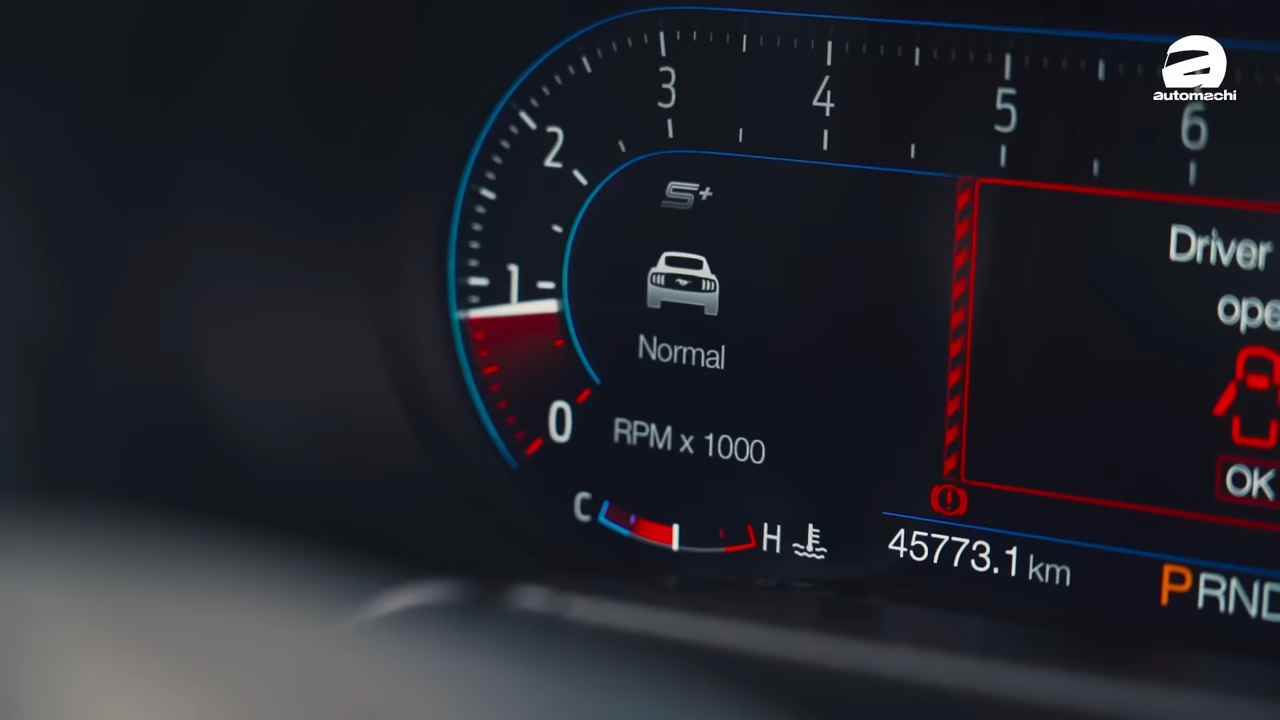 automachi
3
4
5
6
2
1
0
S+
Normal
RPM x 1000
Driver
ope
OK
C
H
45773.1 km
PRND